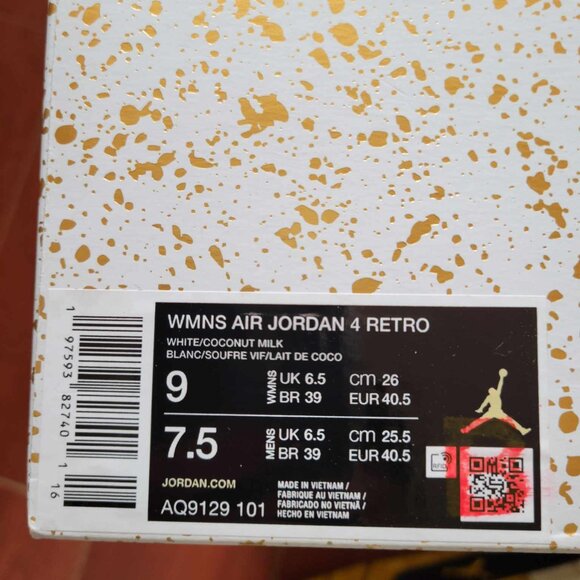 WMNS AIR JORDAN 4 RETRO
WHITE/COCONUT MILK
BLANC/SOUFRE VIF/LAIT DE COCO
9 WMNS UK 6.5 cm 26
BR 39 EUR 40.5
7.5 MENS UK 6.5 cm 25.5
BR 39 EUR 40.5
RFID
JORDAN.COM
AQ9129 101
MADE IN VIETNAM /
FABRIQUE AU VIETNAM /
FABRICADO NO VIETNÃ /
HECHO EN VIETNAM
1 97593 82740 1 16